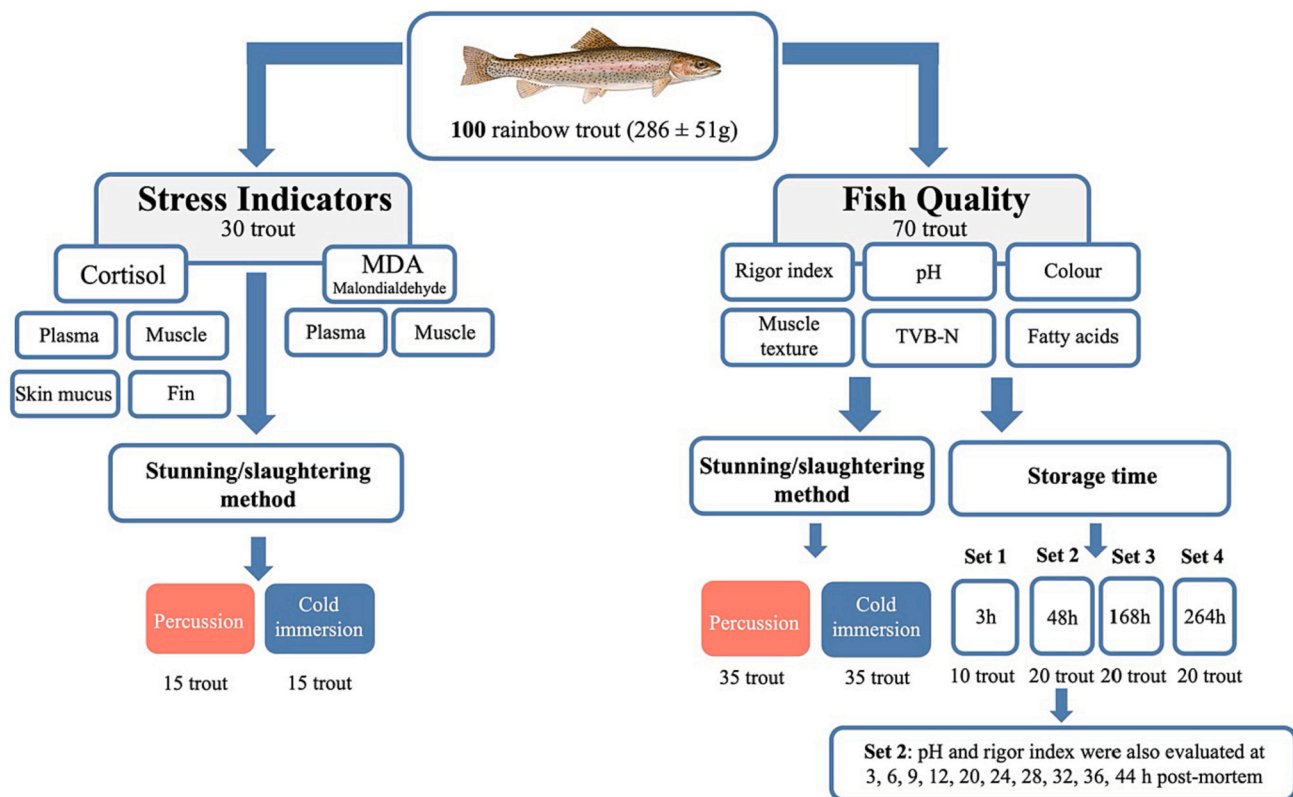 100 rainbow trout (286 ± 51g)
Stress Indicators
30 trout
Cortisol
MDA
Malondialdehyde
Plasma
Muscle
Plasma
Muscle
Skin mucus
Fin
Stunning/slaughtering
method
Percussion
Cold
immersion
15 trout
15 trout
Fish Quality
70 trout
Rigor index
pH
Colour
Muscle
texture
TVB-N
Fatty acids
Stunning/slaughtering
method
Percussion
Cold
immersion
35 trout
35 trout
Storage time
Set 1
Set 2
Set 3
Set 4
3h
48h
168h
264h
10 trout
20 trout
20 trout
20 trout
Set 2: pH and rigor index were also evaluated at
3, 6, 9, 12, 20, 24, 28, 32, 36, 44 h post-mortem